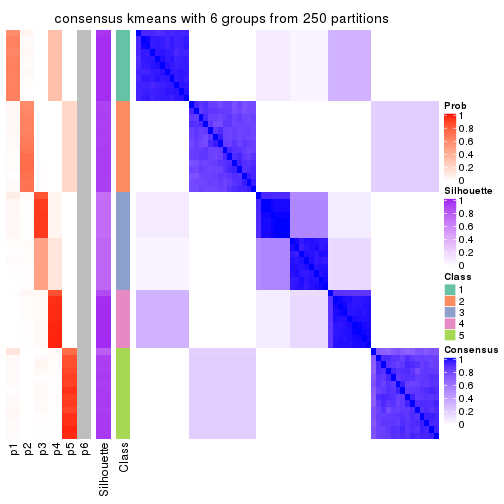 consensus kmeans with 6 groups from 250 partitions
Prob
1
0.8
0.6
0.4
0.2
0
Silhouette
1
0.8
0.6
0.4
0.2
0
Class
1
2
3
4
5
Consensus
1
0.8
0.6
0.4
0.2
0
p1
p2
p3
p4
p5
p6
Silhouette
Class